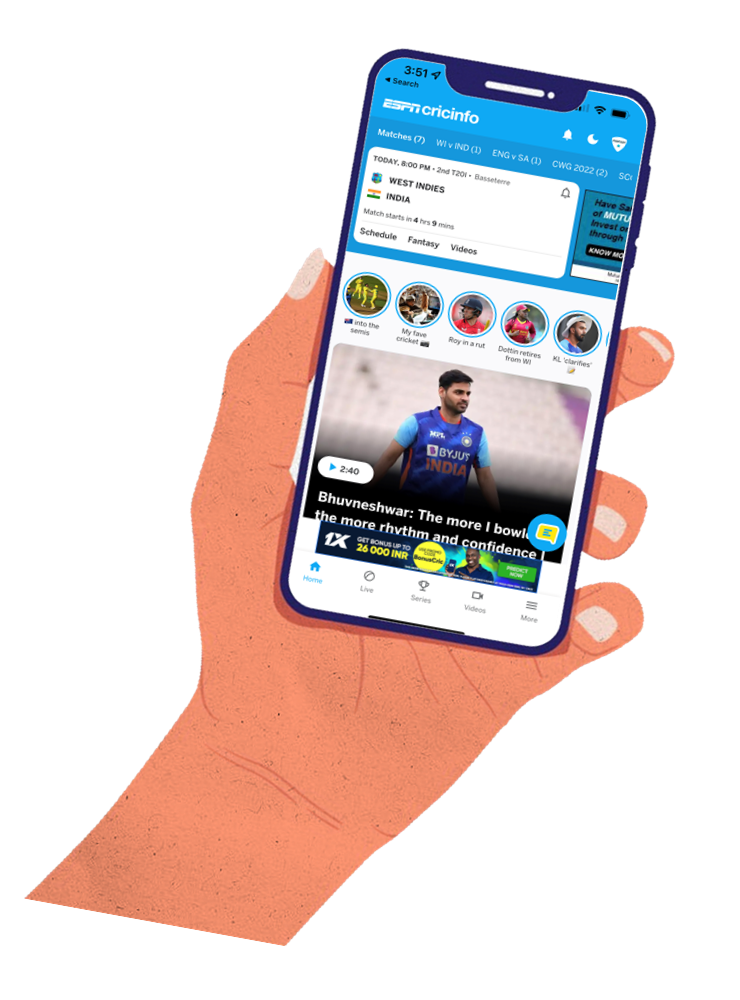 3:51
◀ Search
ESPN cricinfo
Matches (7) WI v IND (1) ENG v SA (1) CWG 2022 (2)
TODAY, 8:00 PM • 2nd T20I • Basseterre
WEST INDIES
INDIA
Match starts in 4 hrs 9 mins
Schedule Fantasy Videos
Have
of MUTU
Invest
through
KNOW MO
into the
semis
My fave
cricket
Roy in a rut
Dottin retires
from WI
KL 'clarifies'
MPL
BYJU'S
INDIA
2:40
Bhuvneshwar: The more I bowl
the more rhythm and confidence I
1X
GET BONUS UP TO
26 000 INR
BonusCric
PREDICT
NOW
Home
Live
Series
Videos
More